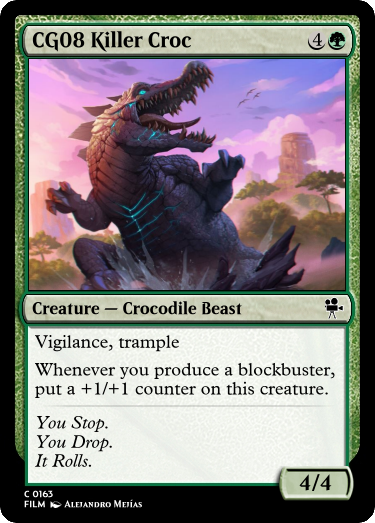 CG08 Killer Croc 4
Creature — Crocodile Beast
Vigilance, trample
Whenever you produce a blockbuster,
put a +1/+1 counter on this creature.
You Stop.
You Drop.
It Rolls.
4/4
C 0163
FILM Alejandro Mejías